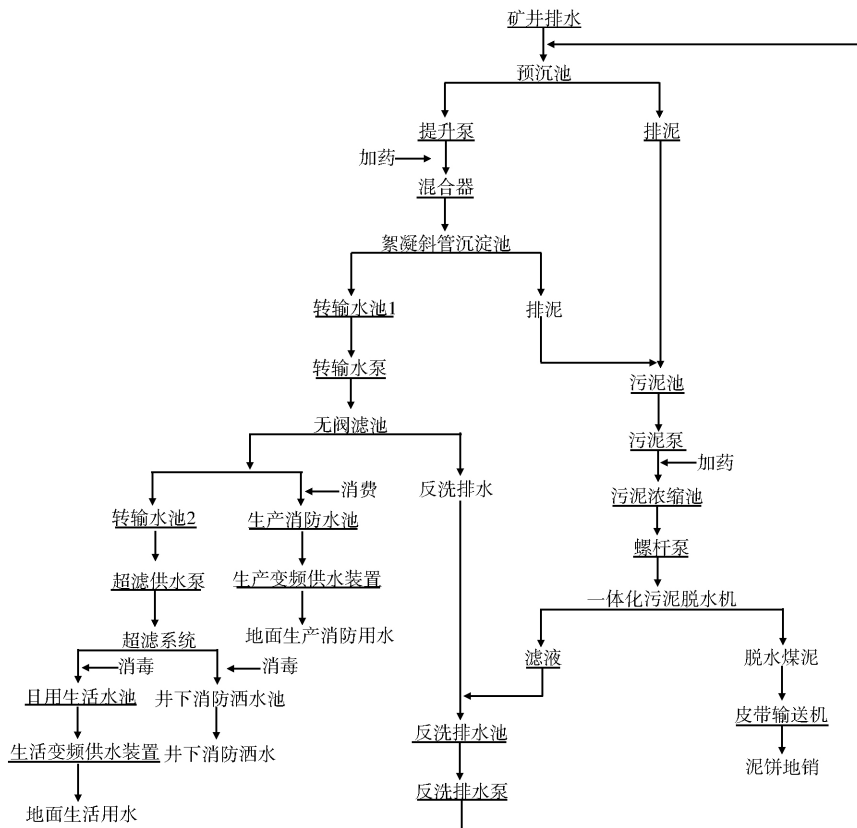 矿井排水
预沉池
提升泵
排泥
加药
混合器
絮凝斜管沉淀池
转输水池1
排泥
转输水泵
污泥池
无阀滤池
污泥泵
加药
消费
反洗排水
污泥浓缩池
转输水池2
生产消防水池
螺杆泵
超滤供水泵
生产变频供水装置
一体化污泥脱水机
地面生产消防用水
超滤系统
滤液
脱水煤泥
消毒
消毒
日用生活水池
井下消防洒水池
皮带输送机
反洗排水池
生活变频供水装置
井下消防洒水
泥饼地销
反洗排水泵
地面生活用水